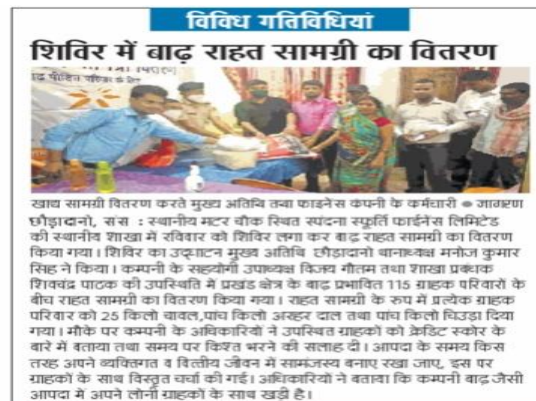 विविध गतिविधियां
शिविर में बाढ़ राहत सामग्री का वितरण
खाद्य सामग्री वितरण करते मुख्य अतिथि तथा फाइनेंस कंपनी के कर्मचारी ● जागरण
छौड़ादानो, संस : स्थानीय मटर चौक स्थित स्पंदना स्फूर्ति फाईनेंस लिमिटेड
की स्थानीय शाखा में रविवार को शिविर लगा कर बाढ़ राहत सामग्री का वितरण
किया गया। शिविर का उद्घाटन मुख्य अतिथि छौड़ादानो थानाध्यक्ष मनोज कुमार
सिंह ने किया। कम्पनी के सहयोगी उपाध्यक्ष विजय गौतम तथा शाखा प्रबंधक
शिवचंद्र पाठक की उपस्थिति में प्रखंड क्षेत्र के बाढ़ प्रभावित 115 ग्राहक परिवारों के
बीच राहत सामग्री का वितरण किया गया। राहत सामग्री के रुप में प्रत्येक ग्राहक
परिवार को 25 किलो चावल,पांच किलो अरहर दाल तथा पांच किलो चिउड़ा दिया
गया। मौके पर कम्पनी के अधिकारियों ने उपस्थित ग्राहकों को क्रेडिट स्कोर के
बारे में बताया तथा समय पर किश्त भरने की सलाह दी। आपदा के समय किस
तरह अपने व्यक्तिगत व वित्तीय जीवन में सामंजस्य बनाए रखा जाए, इस पर
ग्राहकों के साथ विस्तृत चर्चा की गई। अधिकारियों ने बताया कि कम्पनी बाढ़ जैसी
आपदा में अपने लोनी ग्राहकों के साथ खड़ी है।